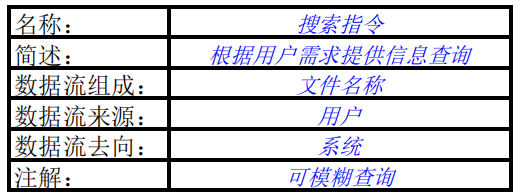 名称： 搜索指令
简述： 根据用户需求提供信息查询
数据流组成： 文件名称
数据流来源： 用户
数据流去向： 系统
注解： 可模糊查询